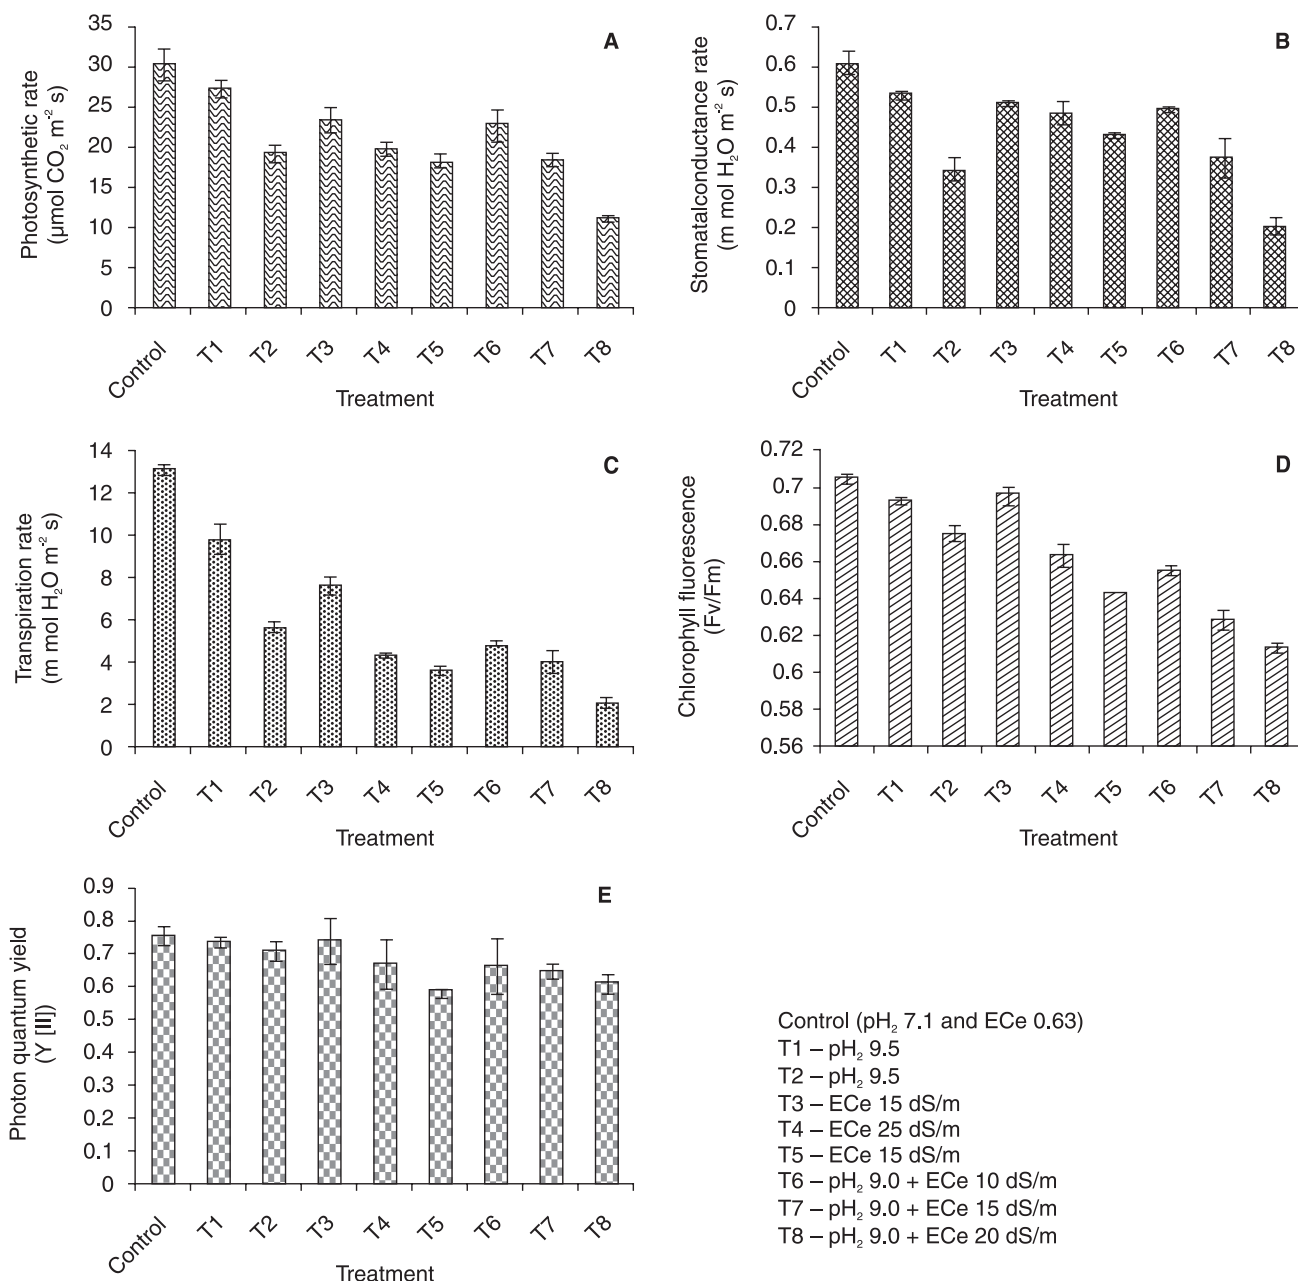 A
Photosynthetic rate
(µmol CO₂ m⁻² s)
35
30
25
20
15
10
5
0
Control T1 T2 T3 T4 T5 T6 T7 T8
Treatment
B
Stomatalconductance rate
(m mol H₂O m⁻² s)
0.7
0.6
0.5
0.4
0.3
0.2
0.1
0
Control T1 T2 T3 T4 T5 T6 T7 T8
Treatment
C
Transpiration rate
(m mol H₂O m⁻² s)
14
12
10
8
6
4
2
0
Control T1 T2 T3 T4 T5 T6 T7 T8
Treatment
D
Chlorophyll fluorescence
(Fv/Fm)
0.72
0.7
0.68
0.66
0.64
0.62
0.6
0.58
0.56
Control T1 T2 T3 T4 T5 T6 T7 T8
Treatment
E
Photon quantum yield
(Y [II])
0.9
0.8
0.7
0.6
0.5
0.4
0.3
0.2
0.1
0
Control T1 T2 T3 T4 T5 T6 T7 T8
Treatment
Control (pH₂ 7.1 and ECe 0.63)
T1 – pH₂ 9.5
T2 – pH₂ 9.5
T3 – ECe 15 dS/m
T4 – ECe 25 dS/m
T5 – ECe 15 dS/m
T6 – pH₂ 9.0 + ECe 10 dS/m
T7 – pH₂ 9.0 + ECe 15 dS/m
T8 – pH₂ 9.0 + ECe 20 dS/m